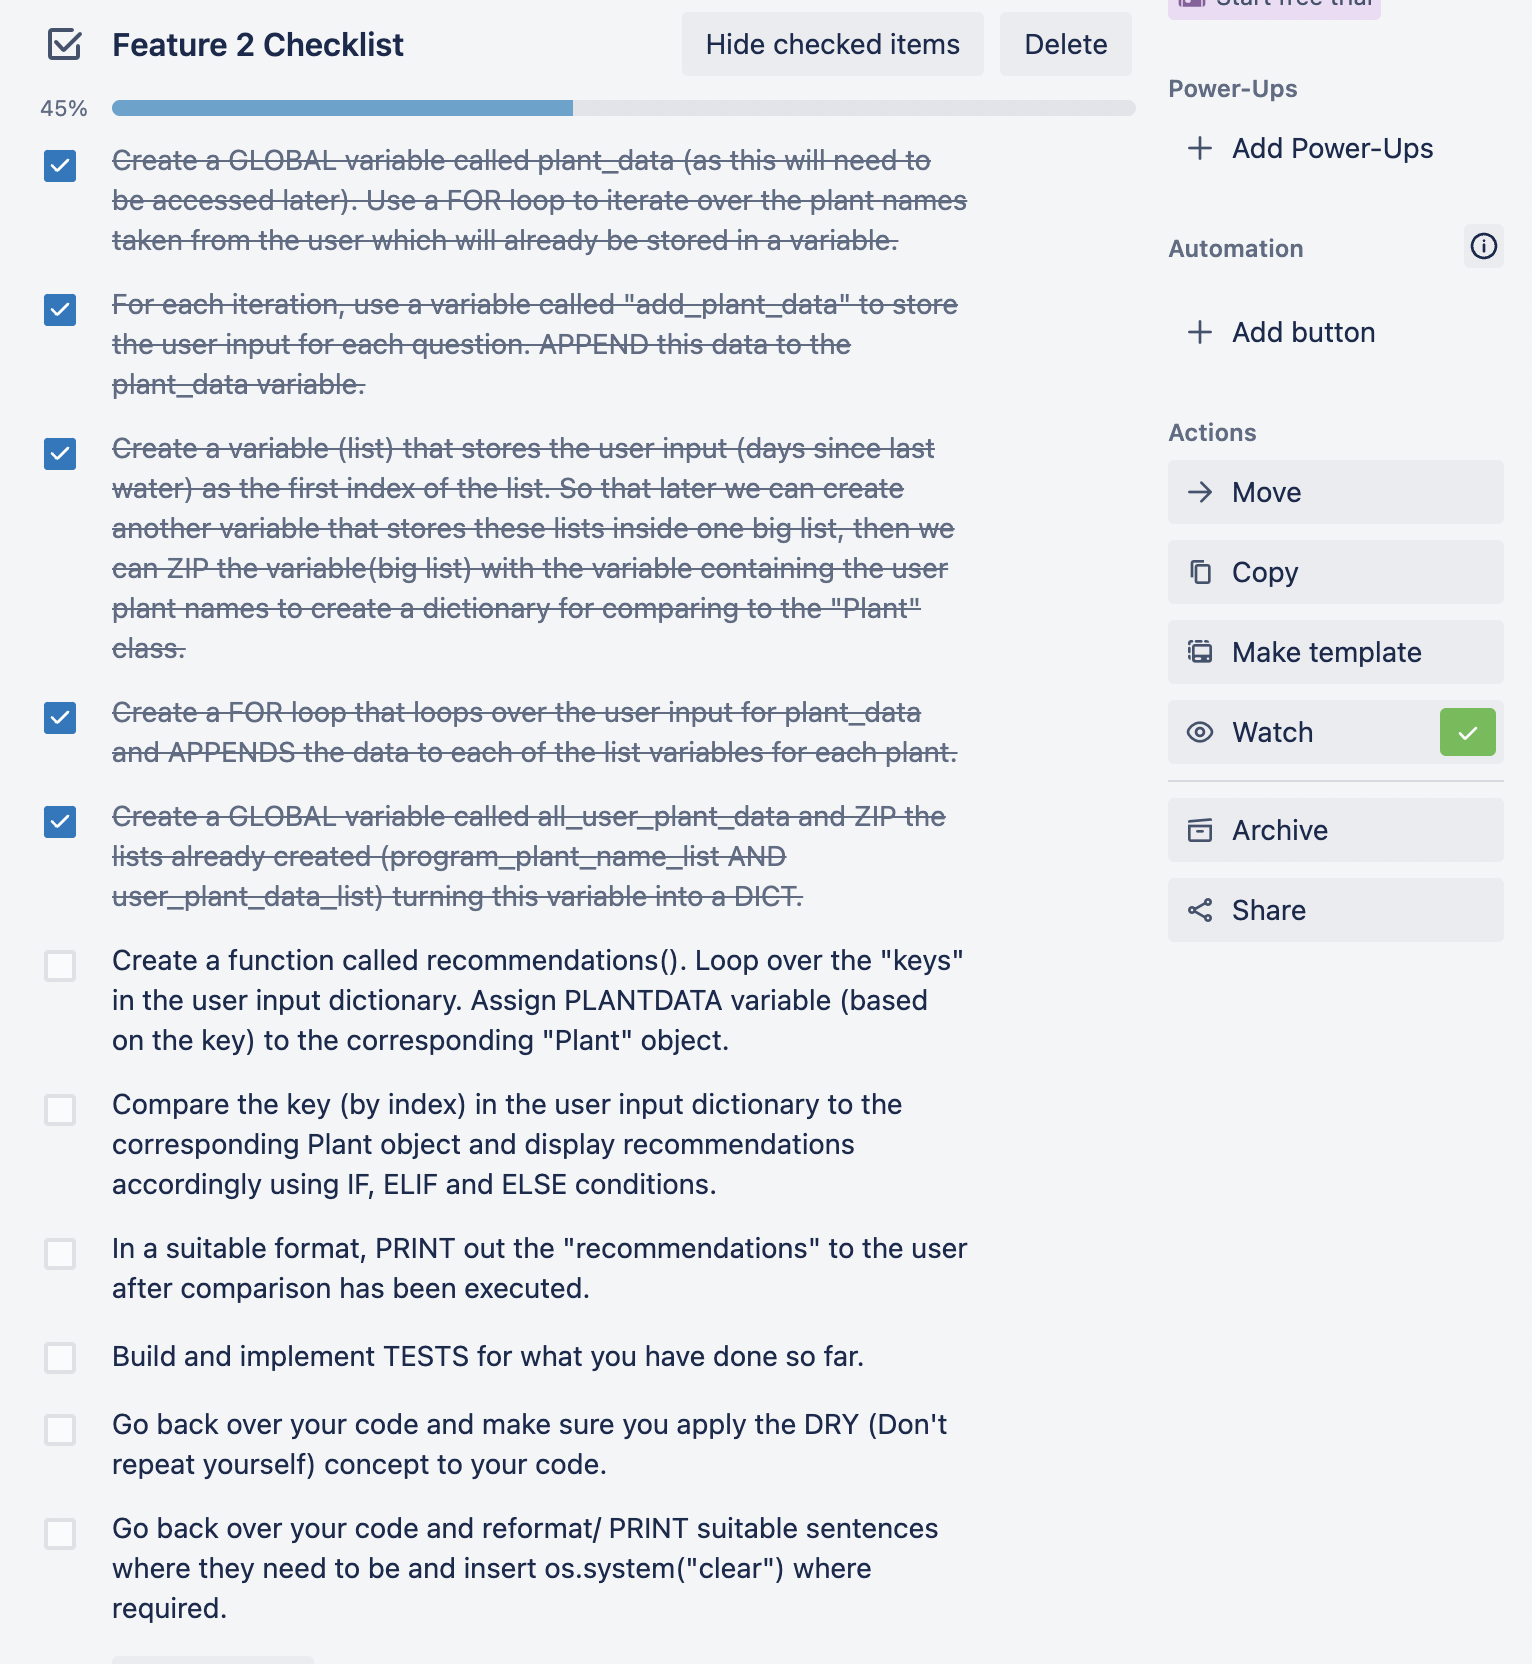 Start free trial
Feature 2 Checklist
Hide checked items
Delete
45%
Create a GLOBAL variable called plant_data (as this will need to
be accessed later). Use a FOR loop to iterate over the plant names
taken from the user which will already be stored in a variable.
For each iteration, use a variable called "add_plant_data" to store
the user input for each question. APPEND this data to the
plant_data variable.
Create a variable (list) that stores the user input (days since last
water) as the first index of the list. So that later we can create
another variable that stores these lists inside one big list, then we
can ZIP the variable(big list) with the variable containing the user
plant names to create a dictionary for comparing to the "Plant"
class.
Create a FOR loop that loops over the user input for plant_data
and APPENDS the data to each of the list variables for each plant.
Create a GLOBAL variable called all_user_plant_data and ZIP the
lists already created (program_plant_name_list AND
user_plant_data_list) turning this variable into a DICT.
Create a function called recommendations(). Loop over the "keys"
in the user input dictionary. Assign PLANTDATA variable (based
on the key) to the corresponding "Plant" object.
Compare the key (by index) in the user input dictionary to the
corresponding Plant object and display recommendations
accordingly using IF, ELIF and ELSE conditions.
In a suitable format, PRINT out the "recommendations" to the user
after comparison has been executed.
Build and implement TESTS for what you have done so far.
Go back over your code and make sure you apply the DRY (Don't
repeat yourself) concept to your code.
Go back over your code and reformat/ PRINT suitable sentences
where they need to be and insert os.system("clear") where
required.
Power-Ups
Add Power-Ups
Automation
Add button
Actions
Move
Copy
Make template
Watch
Archive
Share